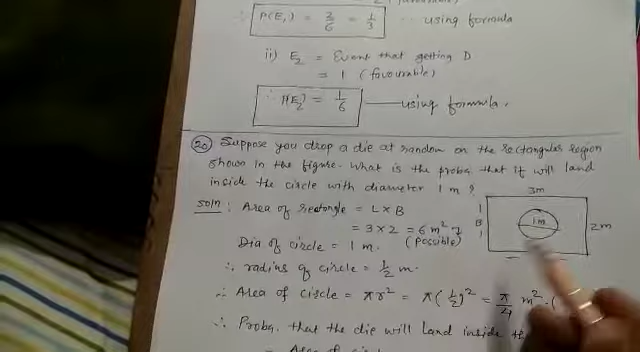 ∴ P(E₁) = 2/6 = 1/3 using formula
ii) E₂ = Event that getting D
= 1 (favourable)
∴ P(E₂) = 1/6 — using formula.
20) Suppose you drop a die at random on the rectangular region
shown in the figure. What is the proba that it will land
inside the circle with diameter 1 m?
Soln: Area of rectangle = L × B
3m
= 3 × 2 = 6 m²
(Possible)
B
1m
2m
Dia of circle = 1 m.
∴ radius of circle = 1/2 m.
∴ Area of circle = πr² = π(1/2)² = π/4 m². (
∴ Proba. that the die will land inside
= Area of